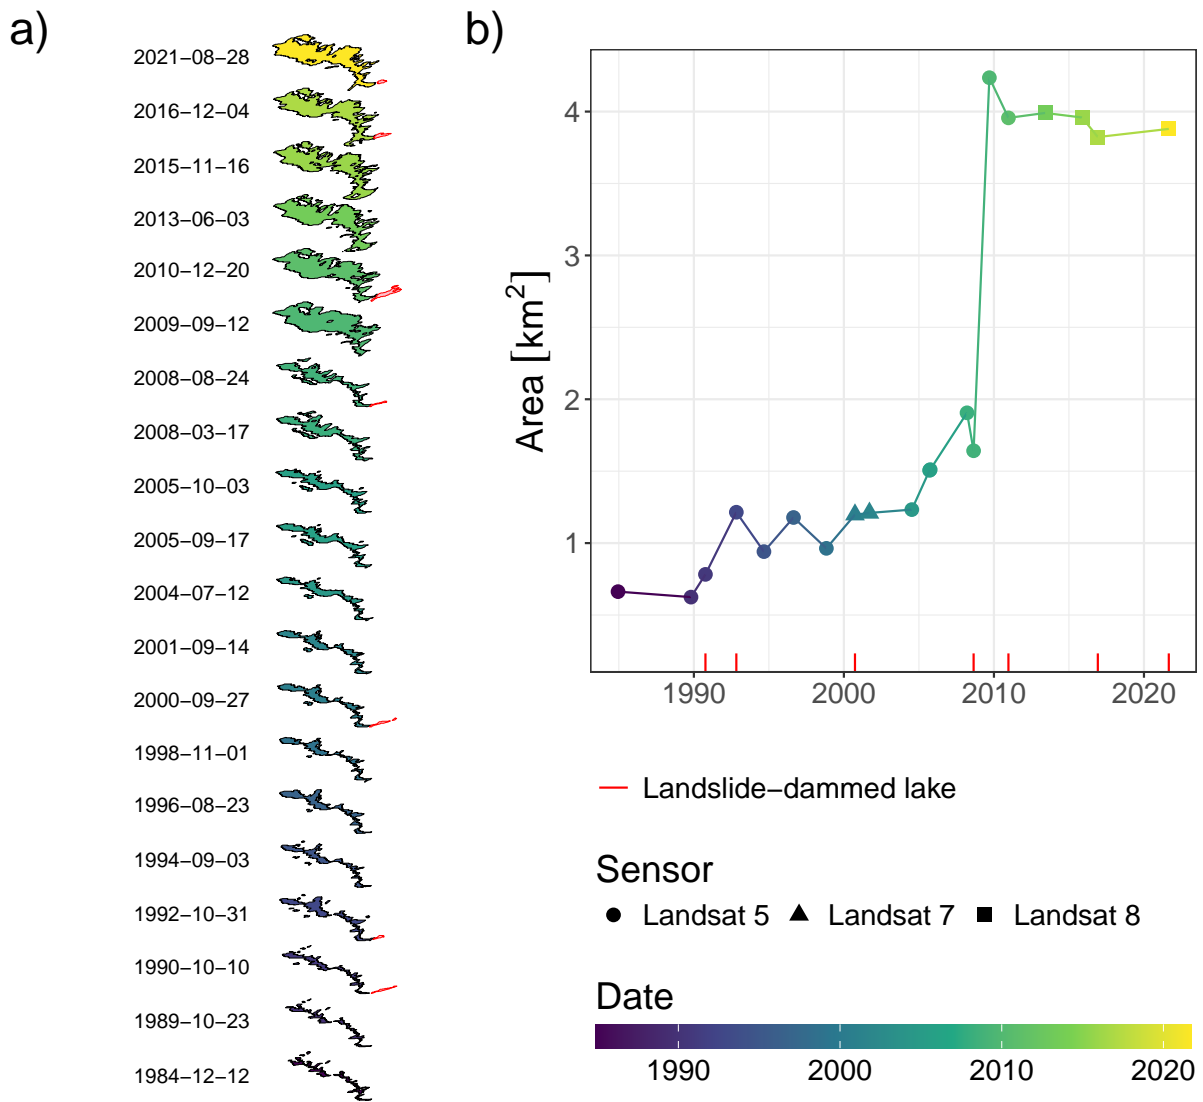 a)
2021−08−28
2016−12−04
2015−11−16
2013−06−03
2010−12−20
2009−09−12
2008−08−24
2008−03−17
2005−10−03
2005−09−17
2004−07−12
2001−09−14
2000−09−27
1998−11−01
1996−08−23
1994−09−03
1992−10−31
1990−10−10
1989−10−23
1984−12−12
b)
Area [km²]
4
3
2
1
1990 2000 2010 2020
Landslide−dammed lake
Sensor
Landsat 5 Landsat 7 Landsat 8
Date
1990 2000 2010 2020